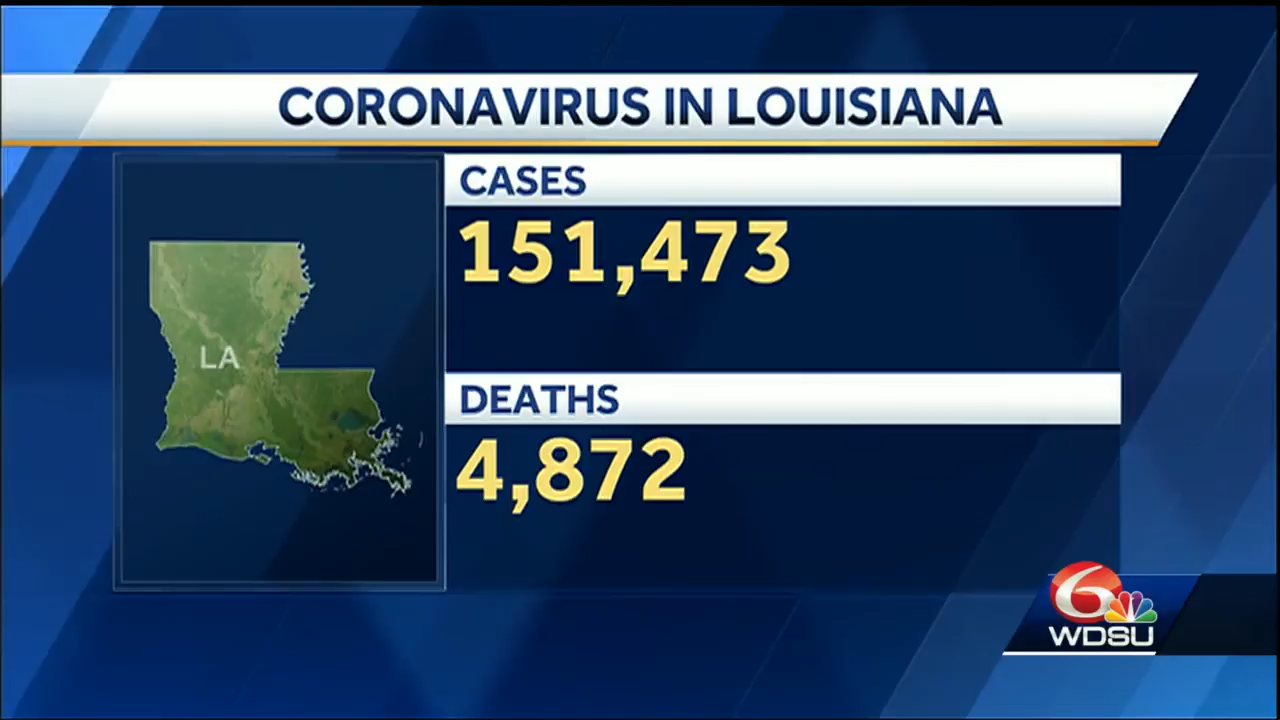 CORONAVIRUS IN LOUISIANA
CASES
151,473
LA
DEATHS
4,872
6
WDSU